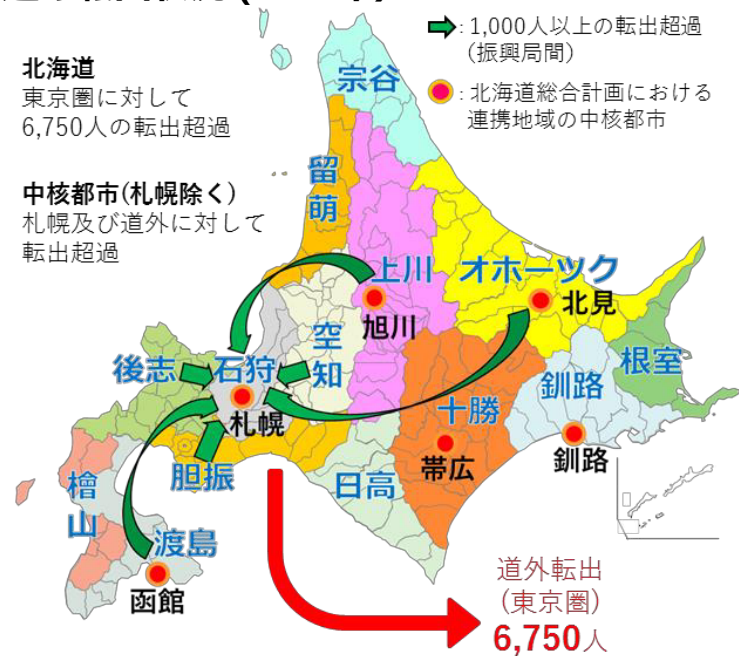 北海道
東京圏に対して
6,750人の転出超過
中核都市(札幌除く)
札幌及び道外に対して
転出超過
:1,000人以上の転出超過
(振興局間)
:北海道総合計画における
連携地域の中核都市
宗谷
留萌
上川
オホーツク
旭川
北見
空知
後志
石狩
札幌
根室
釧路
十勝
釧路
帯広
胆振
日高
檜山
渡島
函館
道外転出
(東京圏)
6,750人